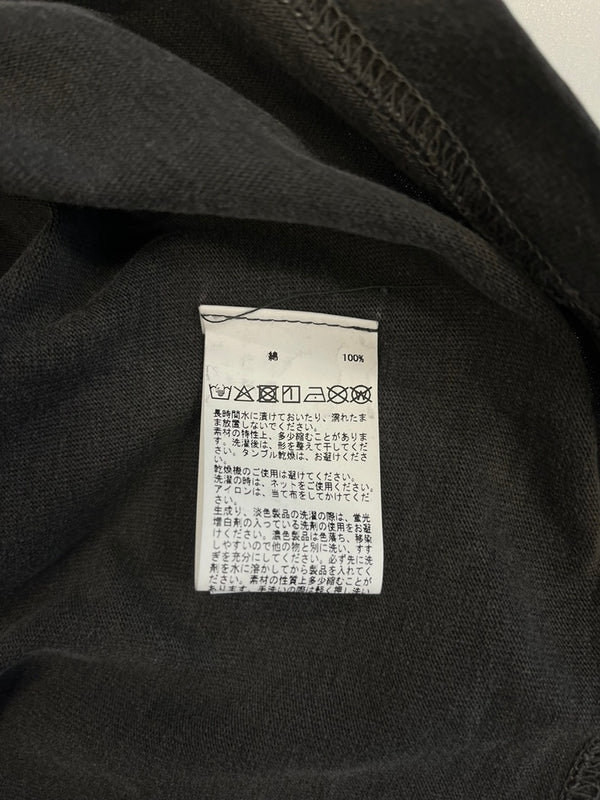 綿 100%
長時間水に漬けておいたり、濡れたま
ま放置しないでください。
素材の特性上、多少縮むことがありま
す。洗濯後は、形を整えて干してくだ
さい。タンブル乾燥は、お避けくださ
い。
乾燥機のご使用は避けてください。
洗濯の時は、ネットをご使用ください。
アイロンは、当て布をしてかけてくだ
さい。
生成り、淡色製品の洗濯の際は、蛍光
増白剤の入っている洗剤の使用をお避
けください。濃色製品は色落ち、移染
しやすいので他の物と別に洗い、すす
ぎを充分にしてください。必ず先に洗
剤を水に溶かしてから製品を入れてく
ださい。素材の性質上多少縮むことが
あります。手洗いの際は軽く押し洗い